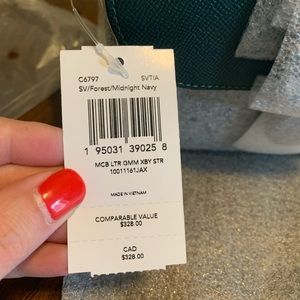 C6797 SVTIA
SV/Forest/Midnight Navy
1 95031 39025 8
MCB LTR GMM XBY STR
10011161JAX
MADE IN VIETNAM
COMPARABLE VALUE
$328.00
CAD
$328.00